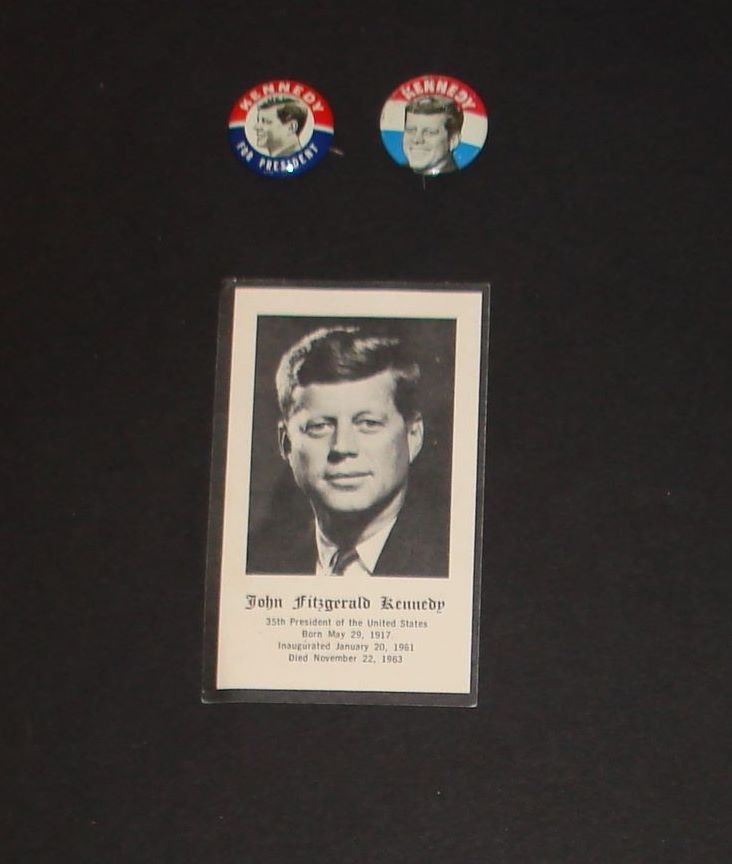 KENNEDY
FOR PRESIDENT
KENNEDY
John Fitzgerald Kennedy
35th President of the United States
Born May 29, 1917
Inaugurated January 20, 1961
Died November 22, 1963